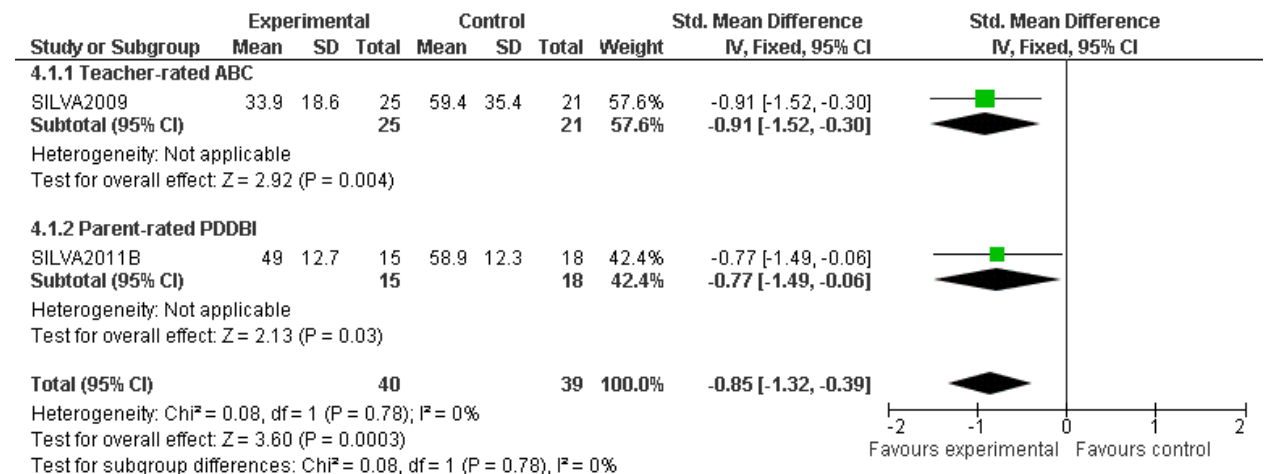 Experimental Control Std. Mean Difference Std. Mean Difference
Study or Subgroup Mean SD Total Mean SD Total Weight IV, Fixed, 95% CI IV, Fixed, 95% CI
4.1.1 Teacher-rated ABC
SILVA2009 33.9 18.6 25 59.4 35.4 21 57.6% -0.91 [-1.52, -0.30]
Subtotal (95% CI) 25 21 57.6% -0.91 [-1.52, -0.30]
Heterogeneity: Not applicable
Test for overall effect: Z = 2.92 (P = 0.004)
4.1.2 Parent-rated PDDBI
SILVA2011B 49 12.7 15 58.9 12.3 18 42.4% -0.77 [-1.49, -0.06]
Subtotal (95% CI) 15 18 42.4% -0.77 [-1.49, -0.06]
Heterogeneity: Not applicable
Test for overall effect: Z = 2.13 (P = 0.03)
Total (95% CI) 40 39 100.0% -0.85 [-1.32, -0.39]
Heterogeneity: Chi² = 0.08, df = 1 (P = 0.78); I² = 0%
Test for overall effect: Z = 3.60 (P = 0.0003)
Test for subgroup differences: Chi² = 0.08, df = 1 (P = 0.78), I² = 0%
-2 -1 0 1 2
Favours experimental Favours control